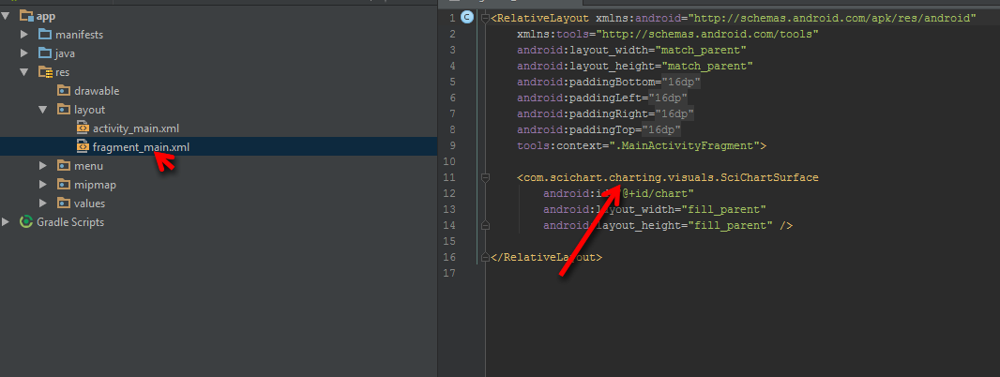 app
manifests
java
res
drawable
layout
activity_main.xml
fragment_main.xml
menu
mipmap
values
Gradle Scripts
1 C <RelativeLayout xmlns:android="http://schemas.android.com/apk/res/android"
2 xmlns:tools="http://schemas.android.com/tools"
3 android:layout_width="match_parent"
4 android:layout_height="match_parent"
5 android:paddingBottom="16dp"
6 android:paddingLeft="16dp"
7 android:paddingRight="16dp"
8 android:paddingTop="16dp"
9 tools:context=".MainActivityFragment">
10
11 <com.scichart.charting.visuals.SciChartSurface
12 android:id="@+id/chart"
13 android:layout_width="fill_parent"
14 android:layout_height="fill_parent" />
15
16 </RelativeLayout>
17